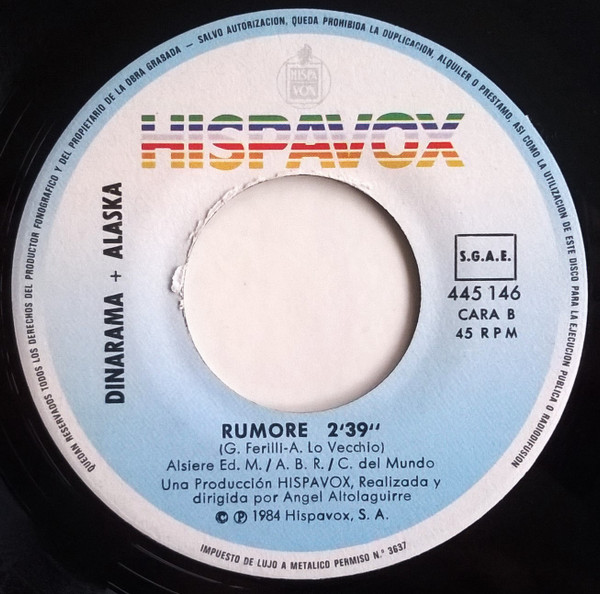 QUEDAN RESERVADOS TODOS LOS DERECHOS DEL PRODUCTOR FONOGRAFICO Y DEL PROPIETARIO DE LA OBRA GRABADA — SALVO AUTORIZACION, QUEDA PROHIBIDA LA DUPLICACION, ALQUILER O PRESTAMO, ASI COMO LA UTILIZACION DE ESTE DISCO PARA LA EJECUCION PUBLICA O RADIODIFUSION
HISPA
VOX
HISPAVOX
DINARAMA + ALASKA
S.G.A.E.
445 146
CARA B
45 RPM
RUMORE 2'39''
(G. Ferilli-A. Lo Vecchio)
Alsiere Ed. M./A. B. R./C. del Mundo
Una Producción HISPAVOX, Realizada y
dirigida por Angel Altolaguirre
© ℗ 1984 Hispavox, S. A.
IMPUESTO DE LUJO A METALICO PERMISO N.º 3637